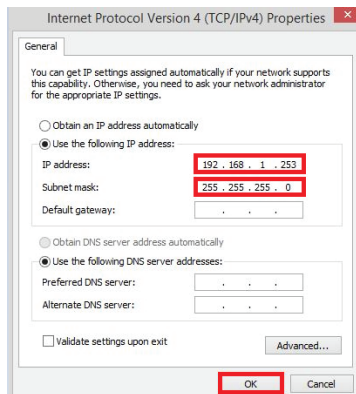 Internet Protocol Version 4 (TCP/IPv4) Properties
General
You can get IP settings assigned automatically if your network supports
this capability. Otherwise, you need to ask your network administrator
for the appropriate IP settings.
Obtain an IP address automatically
Use the following IP address:
IP address: 192 . 168 . 1 . 253
Subnet mask: 255 . 255 . 255 . 0
Default gateway: . . .
Obtain DNS server address automatically
Use the following DNS server addresses:
Preferred DNS server: . . .
Alternate DNS server: . . .
Validate settings upon exit
Advanced...
OK Cancel